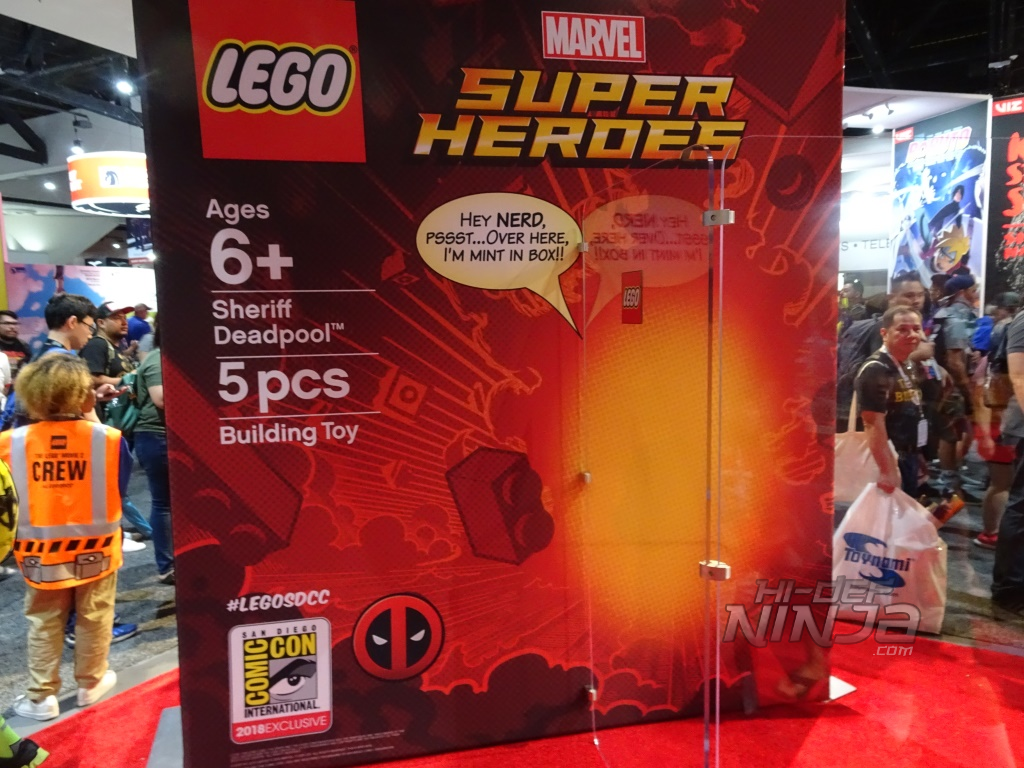 LEGO
MARVEL
SUPER
HEROES
Ages
6+
Sheriff
Deadpool™
5 pcs
Building Toy
HEY NERD,
PSSST...OVER HERE,
I'M MINT IN BOX!!
LEGO
#LEGOSDCC
SAN DIEGO
COMIC CON
INTERNATIONAL
2018 EXCLUSIVE
CREW
VIZ
Toynami
HI-DEF
NINJA
.COM